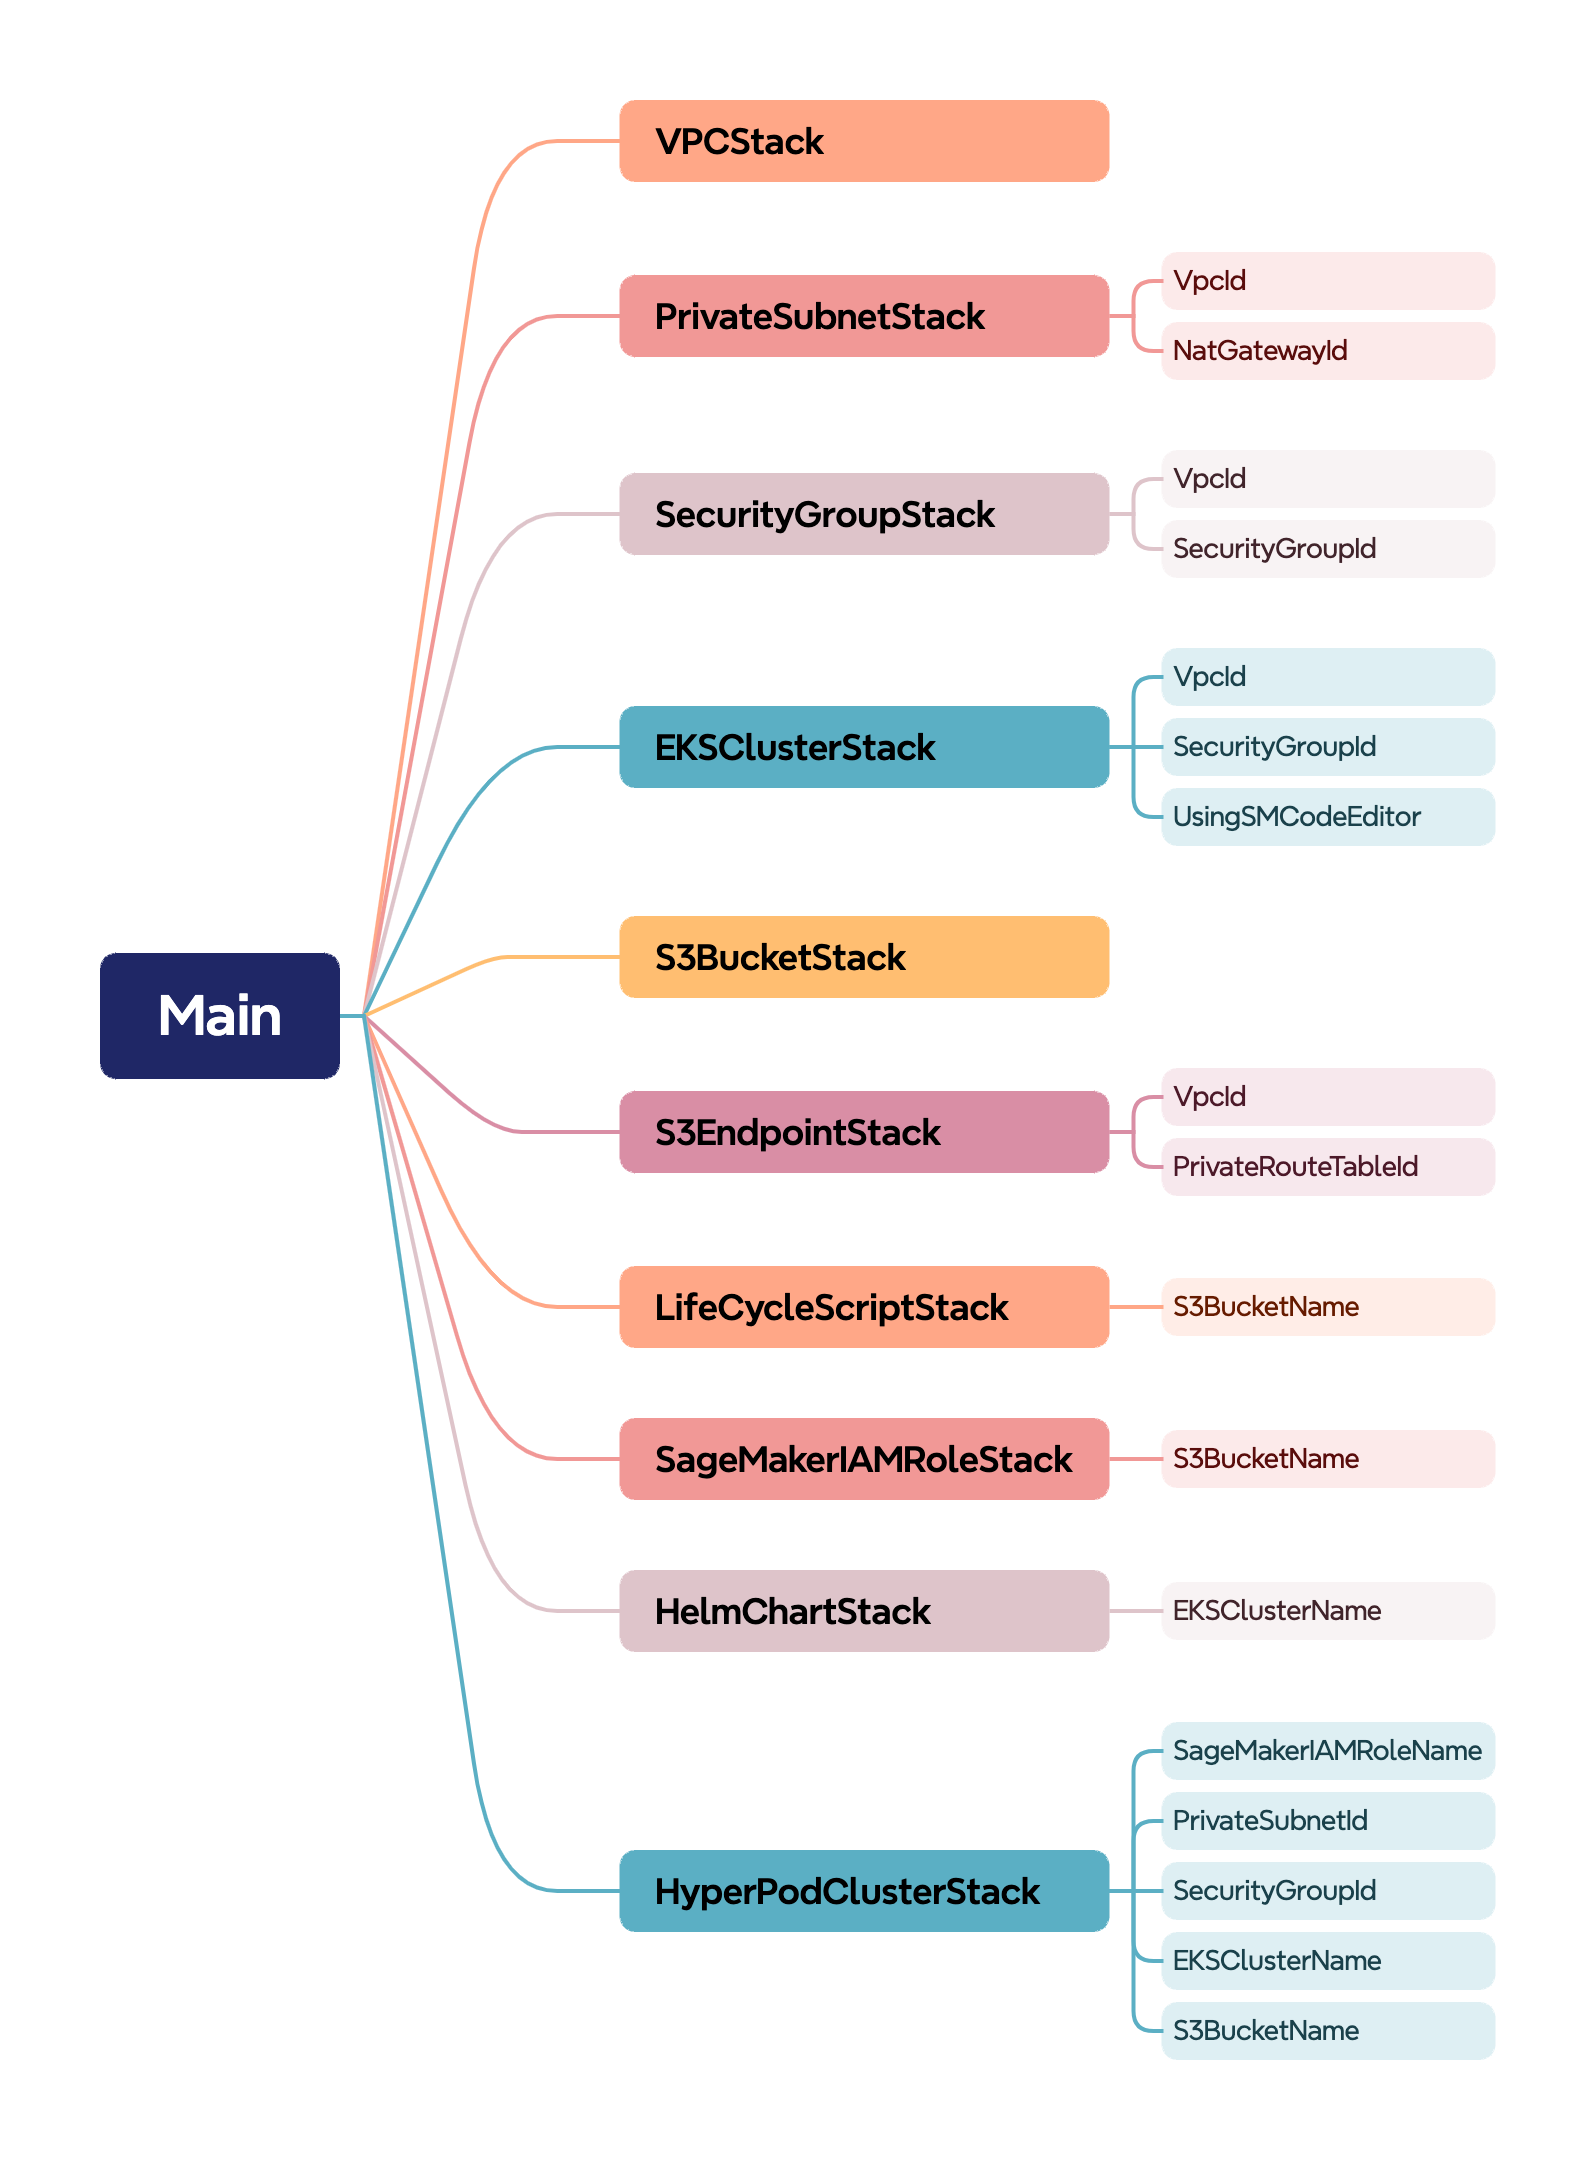 VPCStack
PrivateSubnetStack
VpcId
NatGatewayId
SecurityGroupStack
VpcId
SecurityGroupId
EKSClusterStack
VpcId
SecurityGroupId
UsingSMCodeEditor
S3BucketStack
Main
S3EndpointStack
VpcId
PrivateRouteTableId
LifeCycleScriptStack
S3BucketName
SageMakerIAMRoleStack
S3BucketName
HelmChartStack
EKSClusterName
HyperPodClusterStack
SageMakerIAMRoleName
PrivateSubnetId
SecurityGroupId
EKSClusterName
S3BucketName